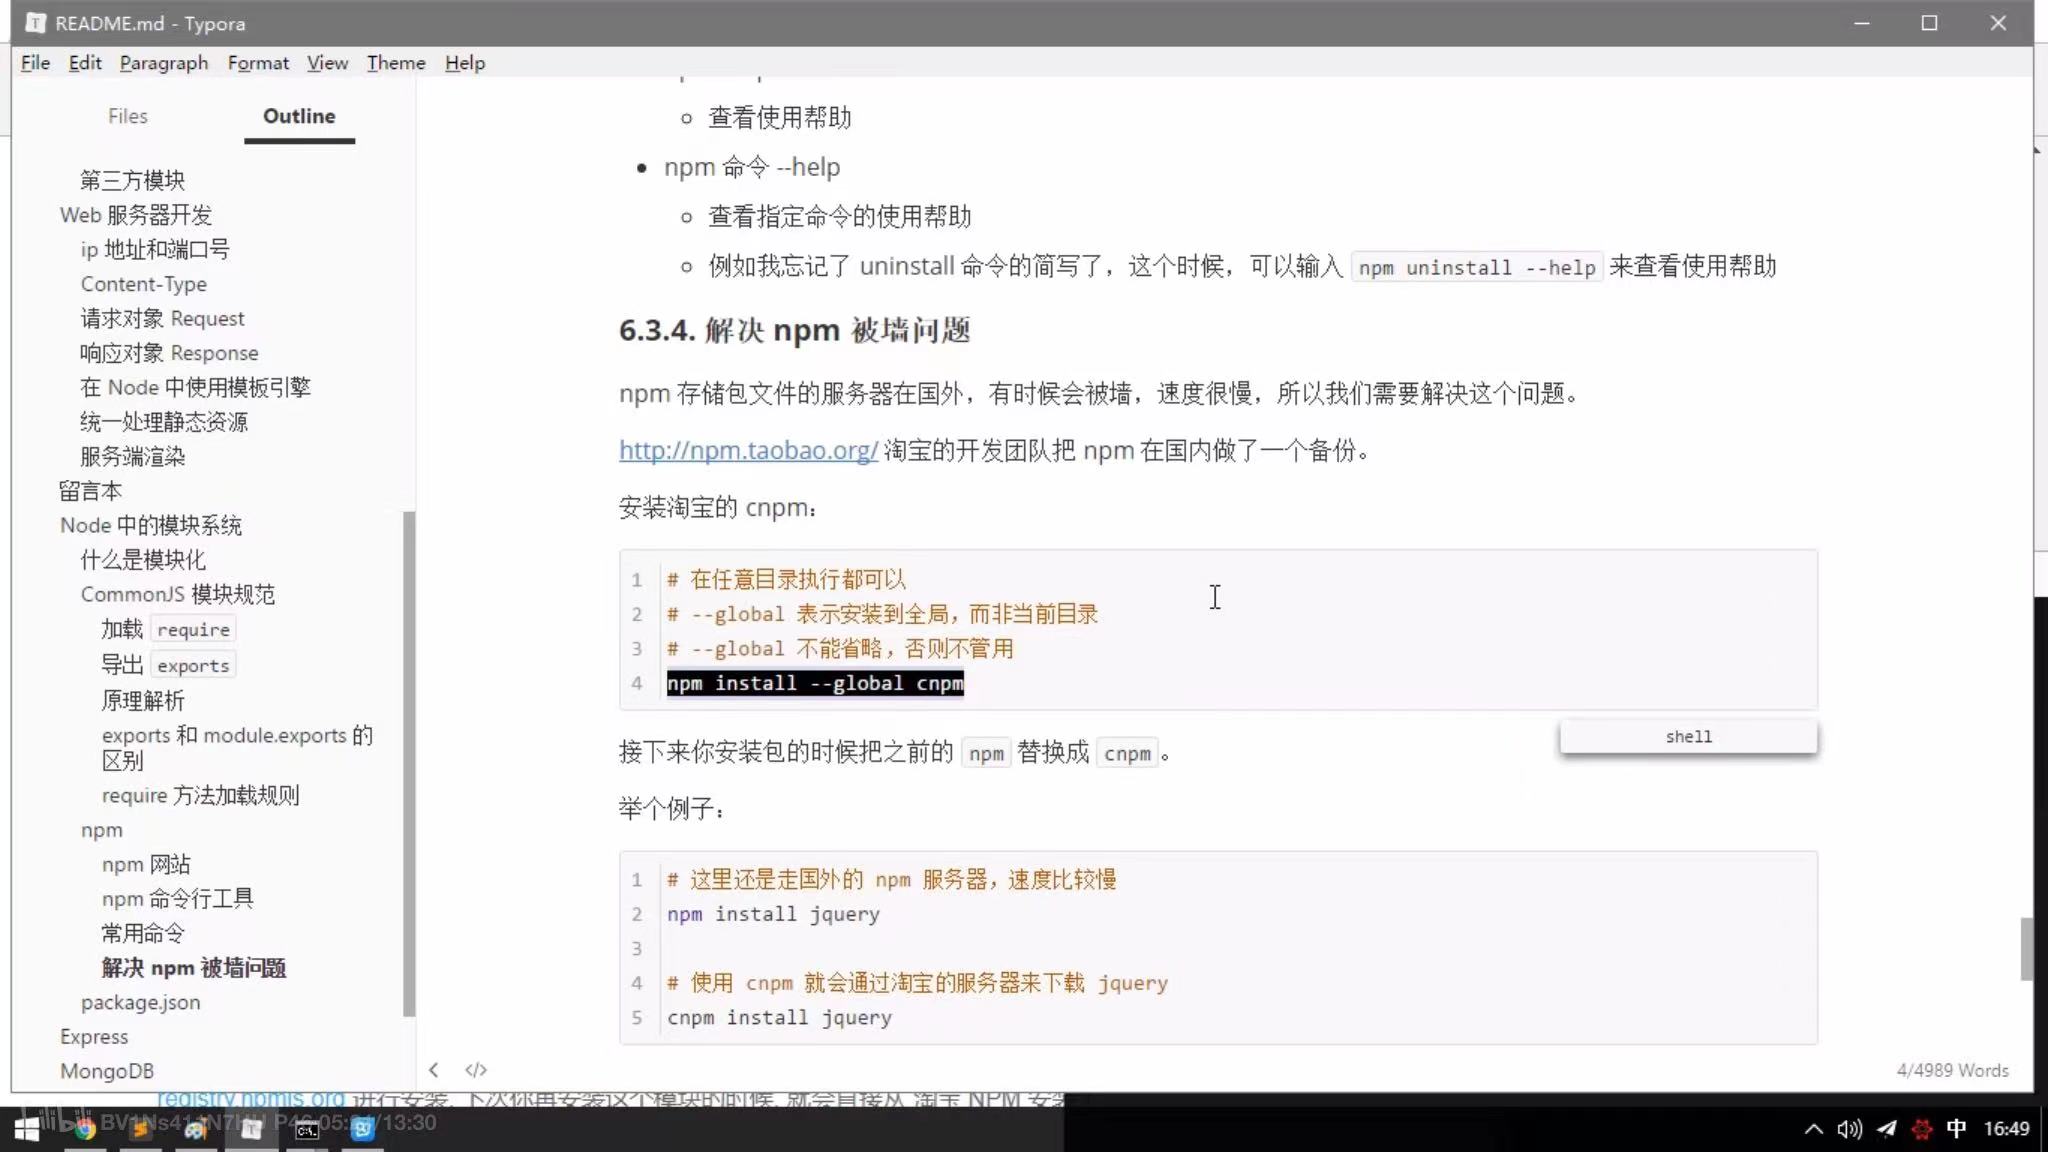 README.md - Typora
File Edit Paragraph Format View Theme Help
Files Outline
第三方模块
Web 服务器开发
ip 地址和端口号
Content-Type
请求对象 Request
响应对象 Response
在 Node 中使用模板引擎
统一处理静态资源
服务端渲染
留言本
Node 中的模块系统
什么是模块化
CommonJS 模块规范
加载 require
导出 exports
原理解析
exports 和 module.exports 的
区别
require 方法加载规则
npm
npm 网站
npm 命令行工具
常用命令
解决 npm 被墙问题
package.json
Express
MongoDB
查看使用帮助
npm 命令 --help
查看指定命令的使用帮助
例如我忘记了 uninstall 命令的简写了，这个时候，可以输入 npm uninstall --help 来查看使用帮助
6.3.4. 解决 npm 被墙问题
npm 存储包文件的服务器在国外，有时候会被墙，速度很慢，所以我们需要解决这个问题。
http://npm.taobao.org/ 淘宝的开发团队把 npm 在国内做了一个备份。
安装淘宝的 cnpm：
1 # 在任意目录执行都可以
2 # --global 表示安装到全局，而非当前目录
3 # --global 不能省略，否则不管用
4 npm install --global cnpm
shell
接下来你安装包的时候把之前的 npm 替换成 cnpm。
举个例子：
1 # 这里还是走国外的 npm 服务器，速度比较慢
2 npm install jquery
3
4 # 使用 cnpm 就会通过淘宝的服务器来下载 jquery
5 cnpm install jquery
4/4989 Words
registry.npmjs.org 进行安装, 下次你再安装这个模块的时候, 就会直接从 淘宝 NPM 安装
中 16:49